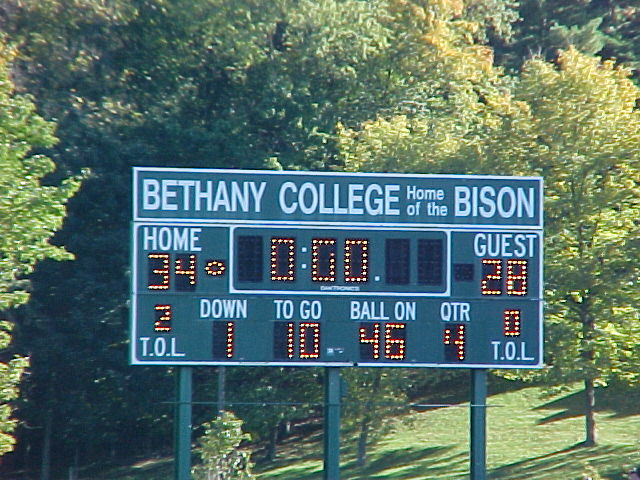 BETHANY COLLEGE Home of the BISON
HOME 34 0:00 GUEST 28
DAKTRONICS
2 DOWN TO GO BALL ON QTR 0
T.O.L. 1 10 46 4 T.O.L.